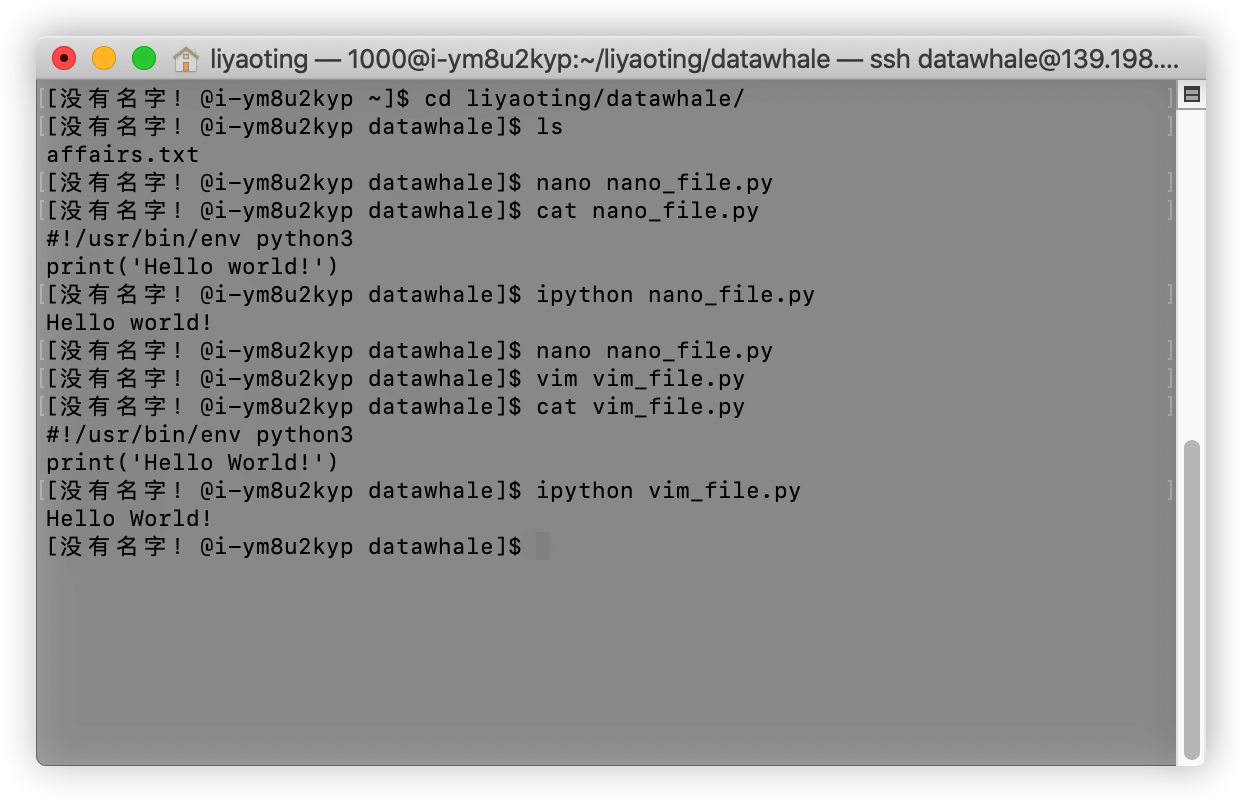 liyaoting — 1000@i-ym8u2kyp:~/liyaoting/datawhale — ssh datawhale@139.198....
[[没有名字！@i-ym8u2kyp ~]$ cd liyaoting/datawhale/ ]
[[没有名字！@i-ym8u2kyp datawhale]$ ls ]
affairs.txt
[[没有名字！@i-ym8u2kyp datawhale]$ nano nano_file.py ]
[[没有名字！@i-ym8u2kyp datawhale]$ cat nano_file.py ]
#!/usr/bin/env python3
print('Hello world!')
[[没有名字！@i-ym8u2kyp datawhale]$ ipython nano_file.py ]
Hello world!
[[没有名字！@i-ym8u2kyp datawhale]$ nano nano_file.py ]
[[没有名字！@i-ym8u2kyp datawhale]$ vim vim_file.py ]
[[没有名字！@i-ym8u2kyp datawhale]$ cat vim_file.py ]
#!/usr/bin/env python3
print('Hello World!')
[[没有名字！@i-ym8u2kyp datawhale]$ ipython vim_file.py ]
Hello World!
[没有名字！@i-ym8u2kyp datawhale]$